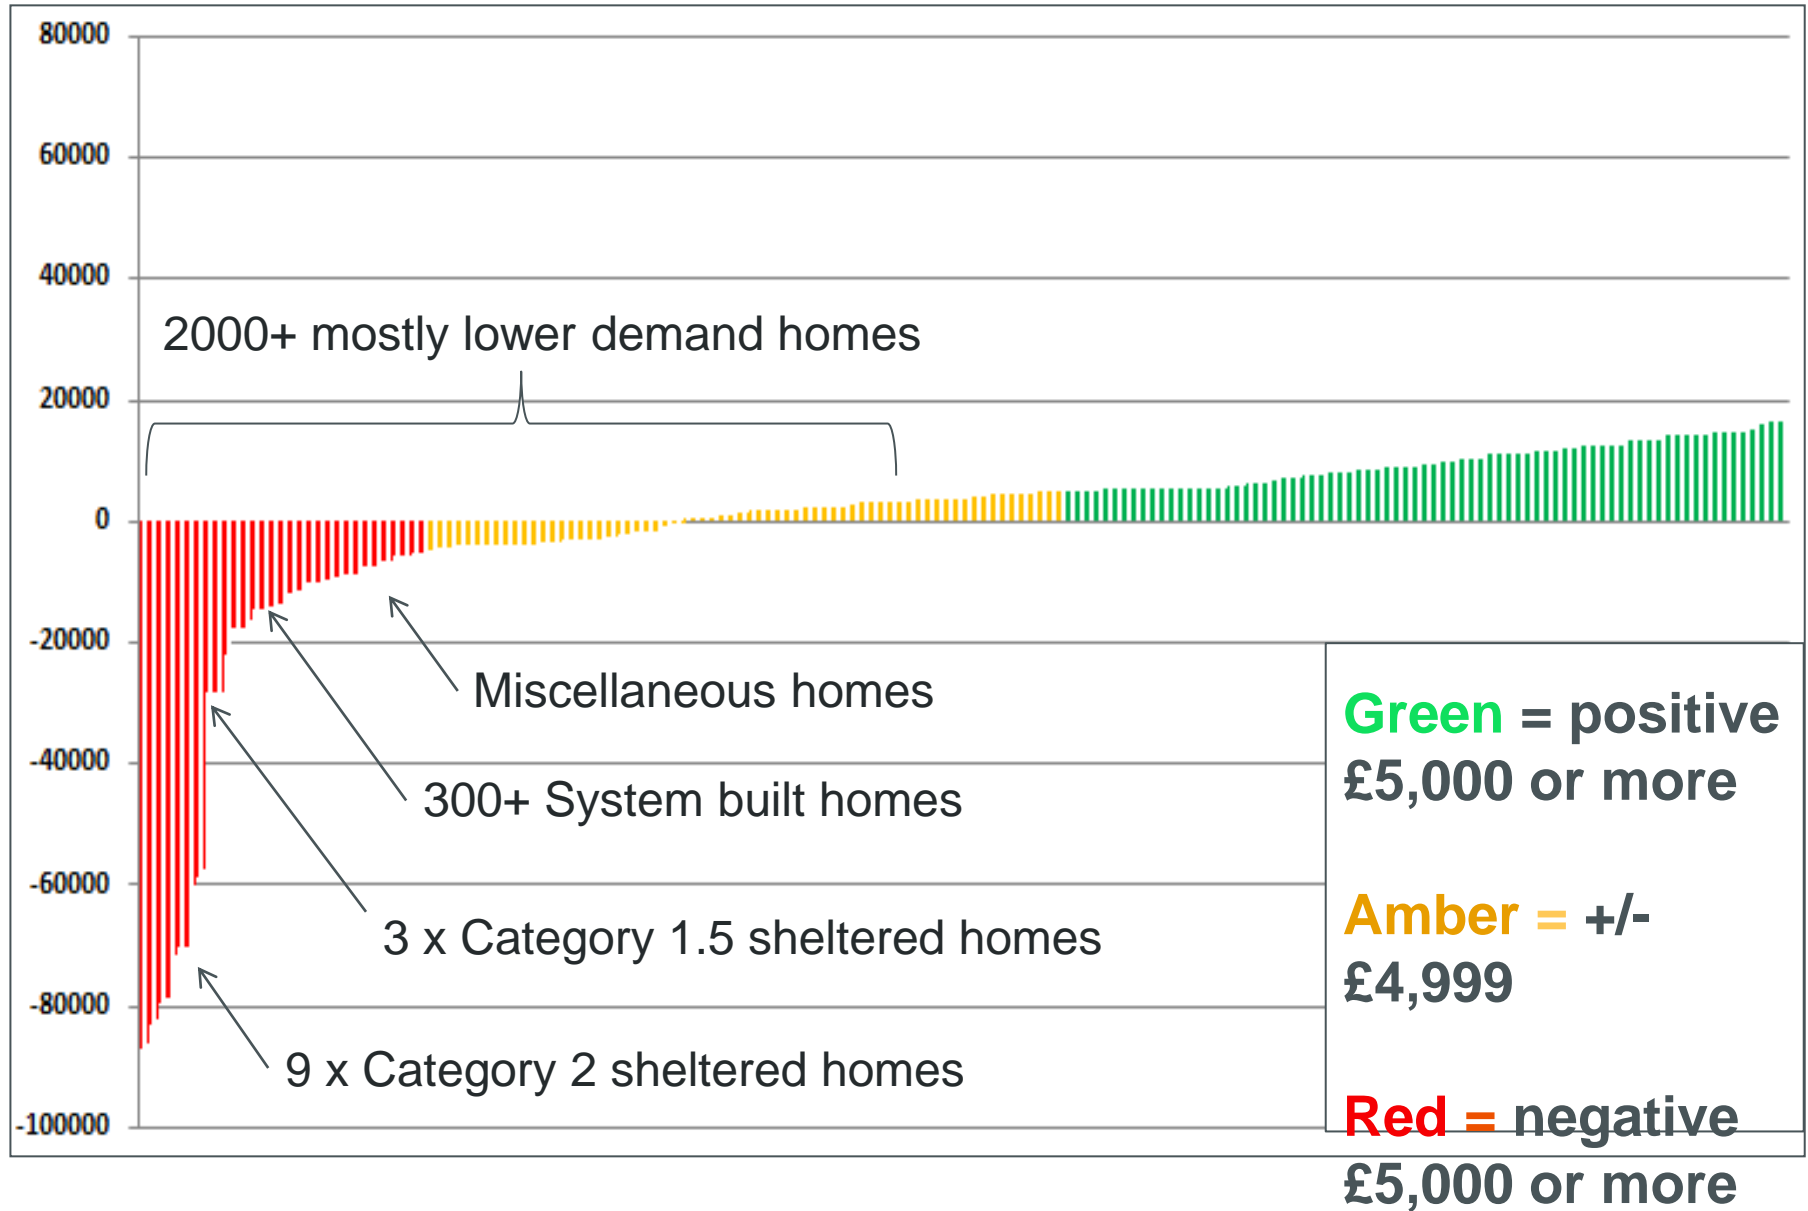 80000
60000
40000
20000
0
-20000
-40000
-60000
-80000
-100000
2000+ mostly lower demand homes
Miscellaneous homes
300+ System built homes
3 x Category 1.5 sheltered homes
9 x Category 2 sheltered homes
Green = positive
£5,000 or more
Amber = +/-
£4,999
Red = negative
£5,000 or more